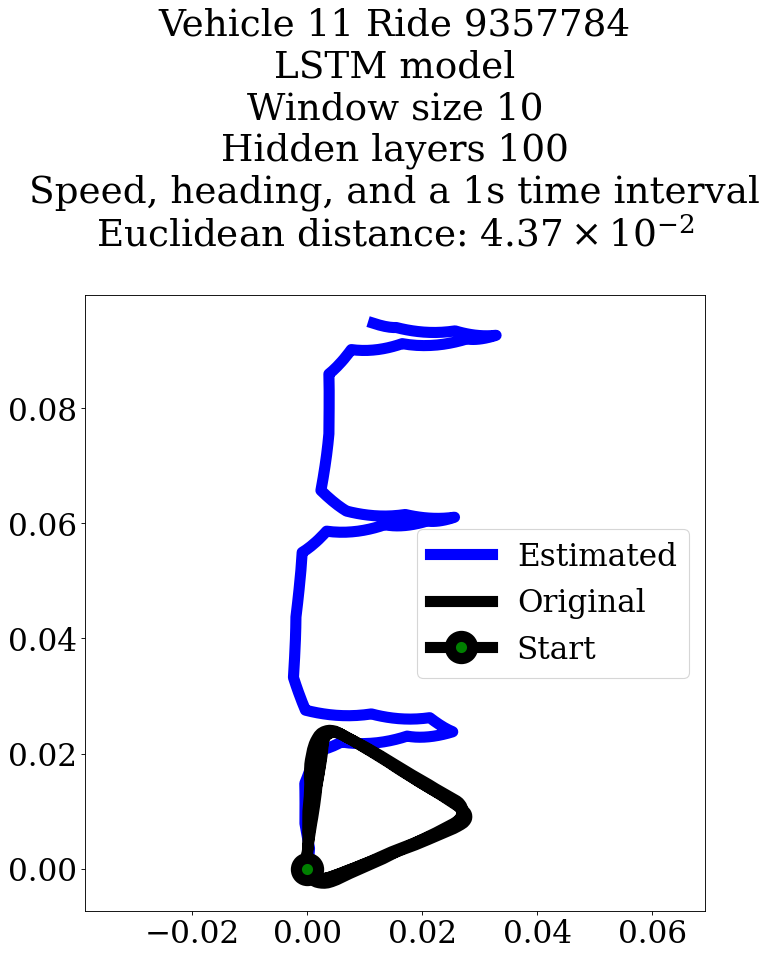 Vehicle 11 Ride 9357784
LSTM model
Window size 10
Hidden layers 100
Speed, heading, and a 1s time interval
Euclidean distance: 4.37 × 10⁻²
0.08
0.06
0.04
0.02
0.00
Estimated
Original
Start
−0.02 0.00 0.02 0.04 0.06